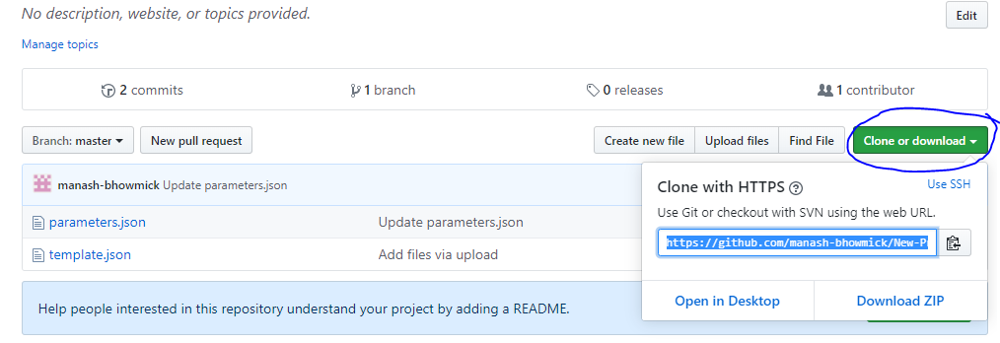 No description, website, or topics provided.
Edit
Manage topics
2 commits
1 branch
0 releases
1 contributor
Branch: master
New pull request
Create new file
Upload files
Find File
Clone or download
manash-bhowmick Update parameters.json
parameters.json
Update parameters.json
template.json
Add files via upload
Clone with HTTPS
Use SSH
Use Git or checkout with SVN using the web URL.
https://github.com/manash-bhowmick/New-P
Open in Desktop
Download ZIP
Help people interested in this repository understand your project by adding a README.